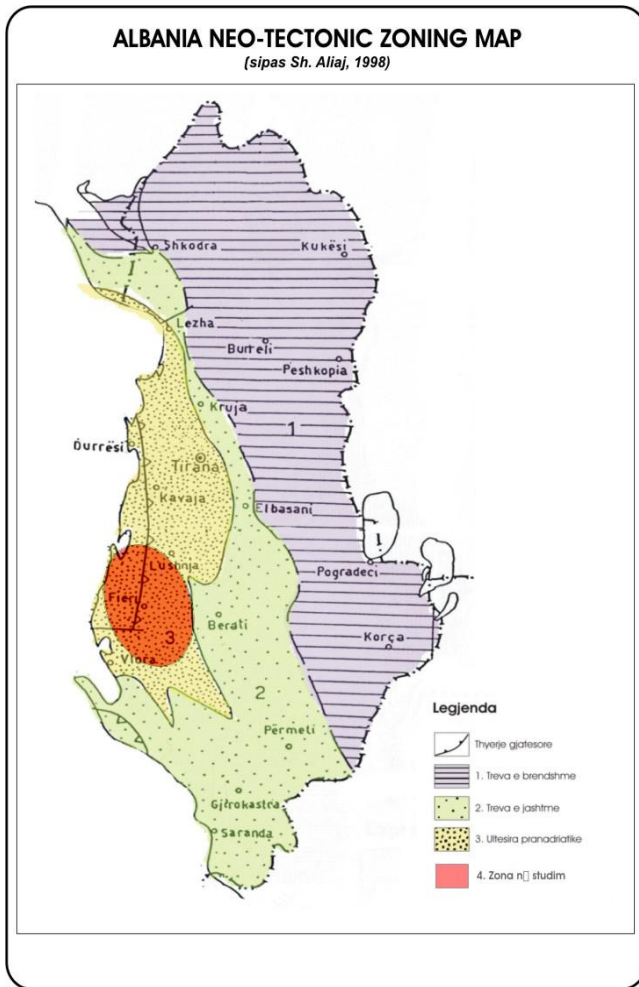 ALBANIA NEO-TECTONIC ZONING MAP
(sipas Sh. Aliaj, 1998)
1
Shkodra
Kukësi
1
Lezha
Burreli
Peshkopia
Kruja
1
Durrësi
Tirana
Kavaja
Elbasani
Lushnja
Pogradeci
Fieri
Berati
3
Korça
Vlora
2
Përmeti
Gjirokastra
Saranda
Legjenda
Thyerje gjatesore
1. Treva e brendshme
2. Treva e jashtme
3. Ultesira pranadriatike
4. Zona n□ studim